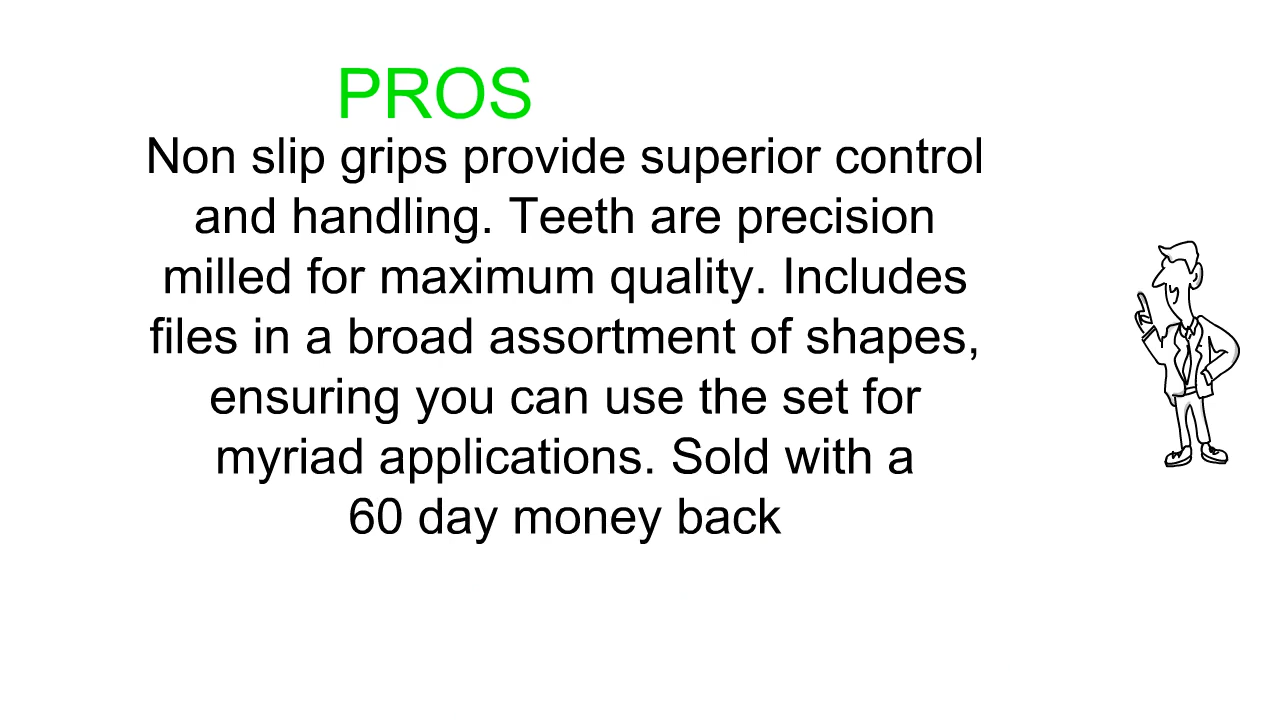 PROS
Non slip grips provide superior control
and handling. Teeth are precision
milled for maximum quality. Includes
files in a broad assortment of shapes,
ensuring you can use the set for
myriad applications. Sold with a
60 day money back